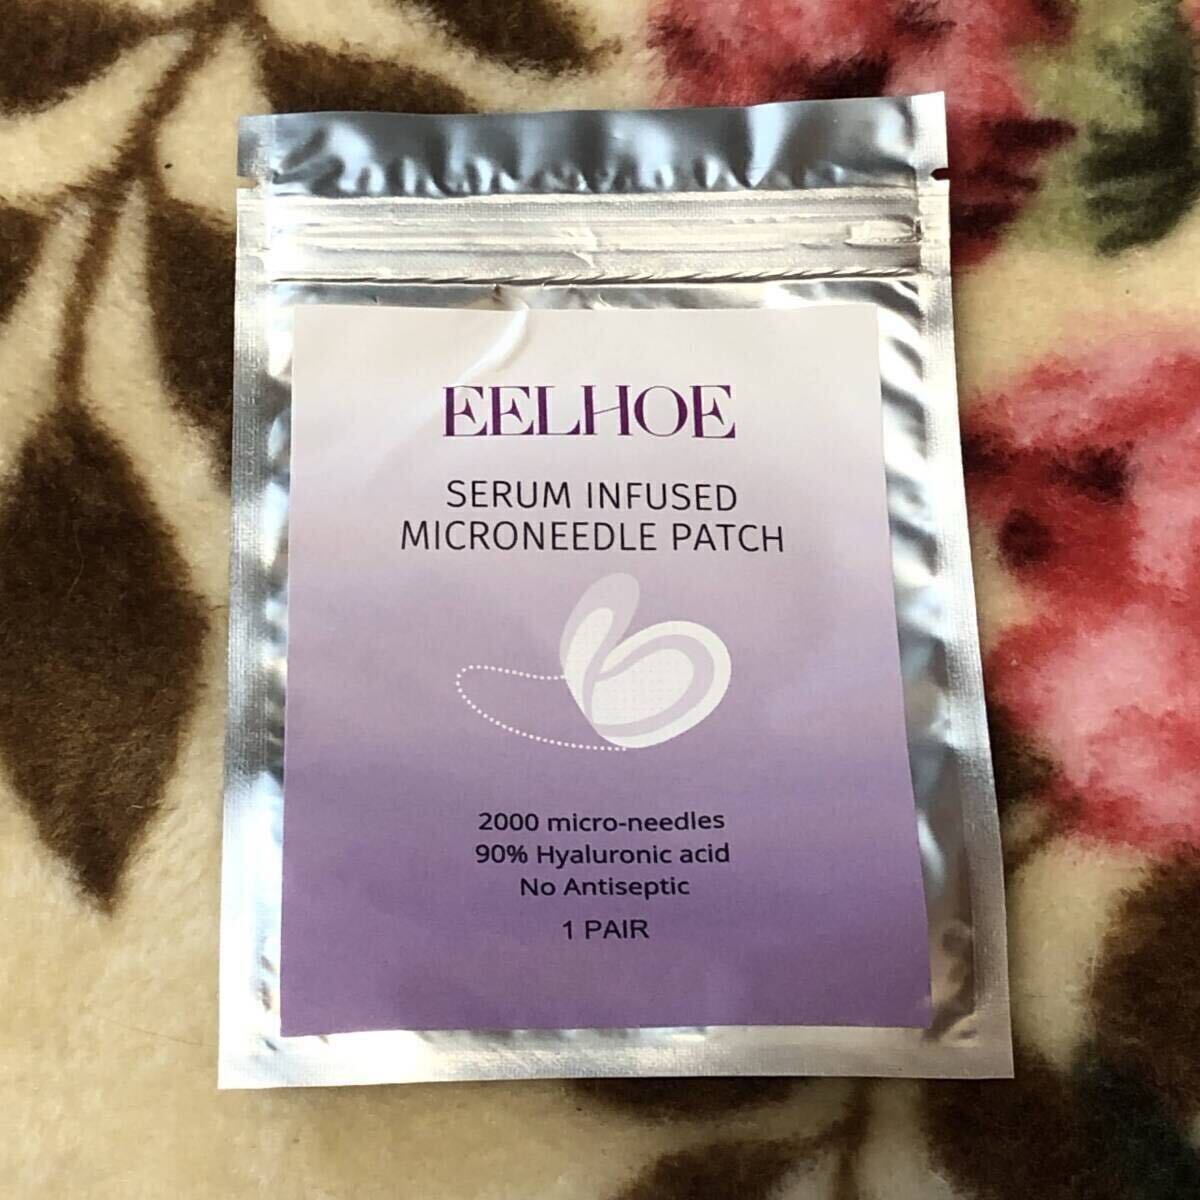 EELHOE
SERUM INFUSED
MICRONEEDLE PATCH
2000 micro-needles
90% Hyaluronic acid
No Antiseptic
1 PAIR